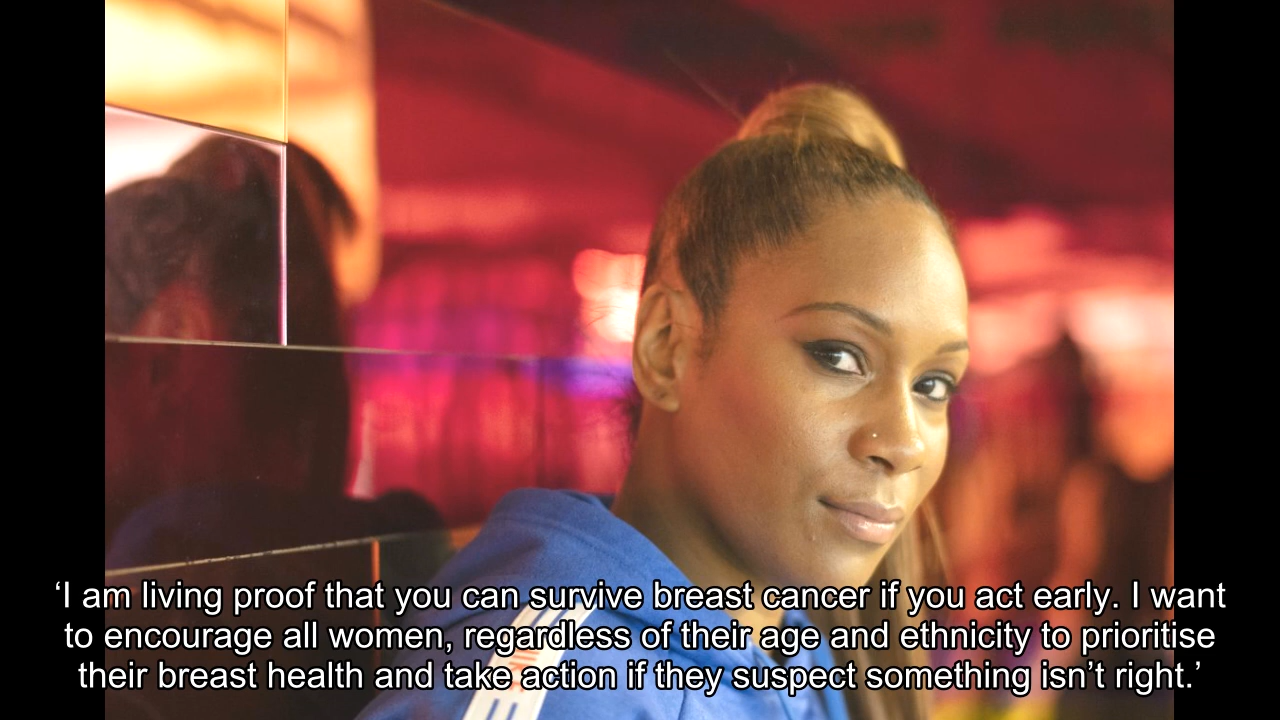 ‘I am living proof that you can survive breast cancer if you act early. I want
to encourage all women, regardless of their age and ethnicity to prioritise
their breast health and take action if they suspect something isn’t right.’